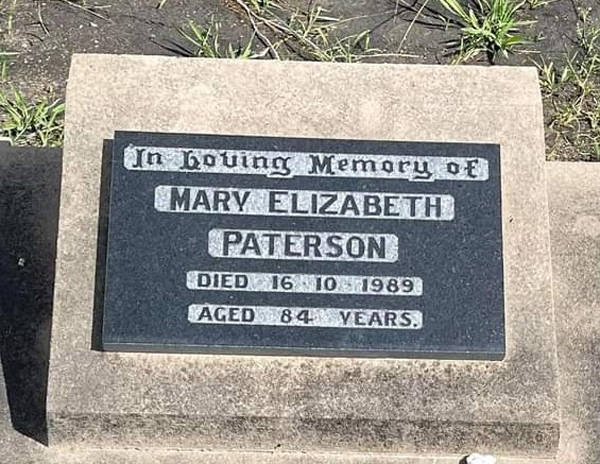 In Loving Memory of
MARY ELIZABETH
PATERSON
DIED 16 10 1989
AGED 84 YEARS.